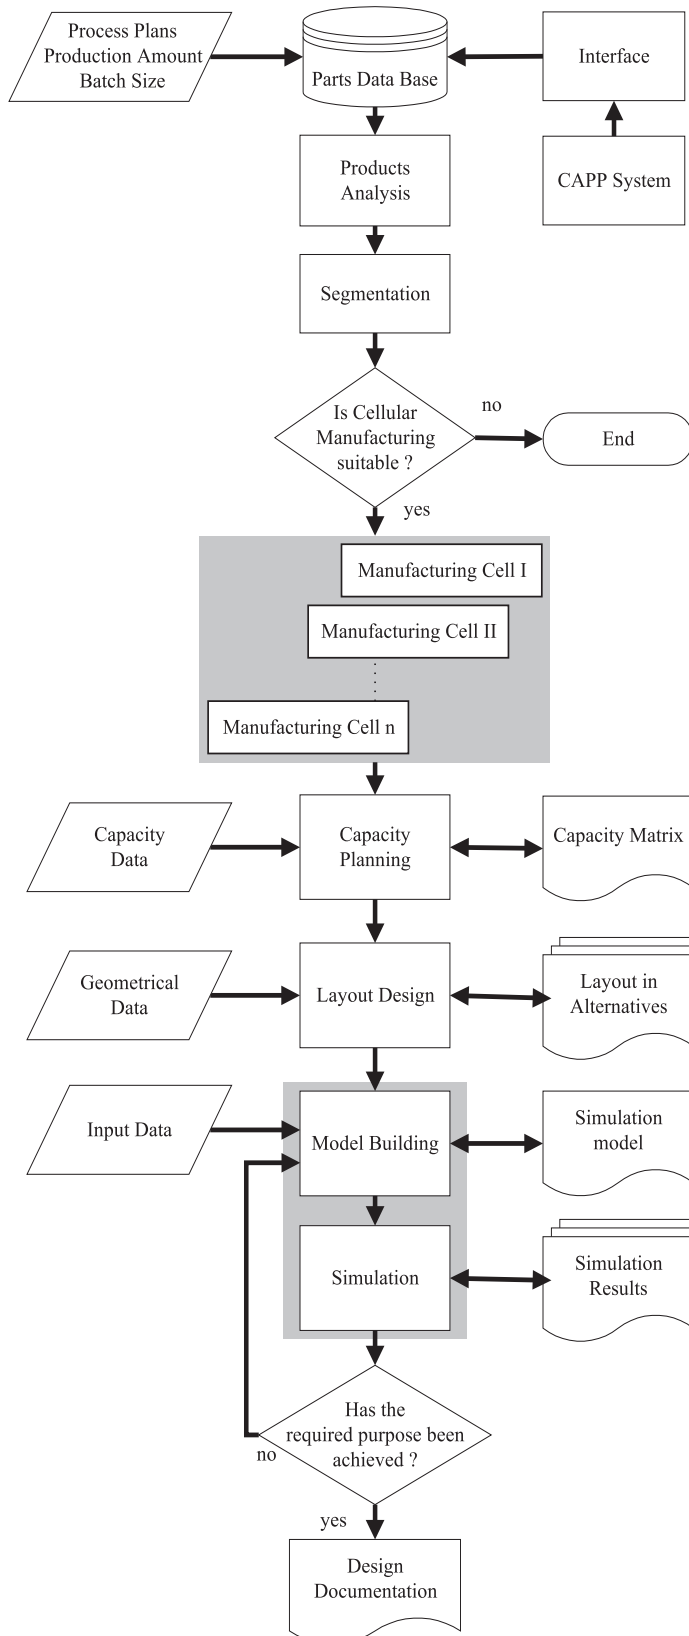 Process Plans
Production Amount
Batch Size
Parts Data Base
Interface
Products
Analysis
CAPP System
Segmentation
Is Cellular
Manufacturing
suitable ?
no
End
yes
Manufacturing Cell I
Manufacturing Cell II
Manufacturing Cell n
Capacity
Data
Capacity
Planning
Capacity Matrix
Geometrical
Data
Layout Design
Layout in
Alternatives
Input Data
Model Building
Simulation
model
Simulation
Simulation
Results
Has the
required purpose been
achieved ?
no
yes
Design
Documentation